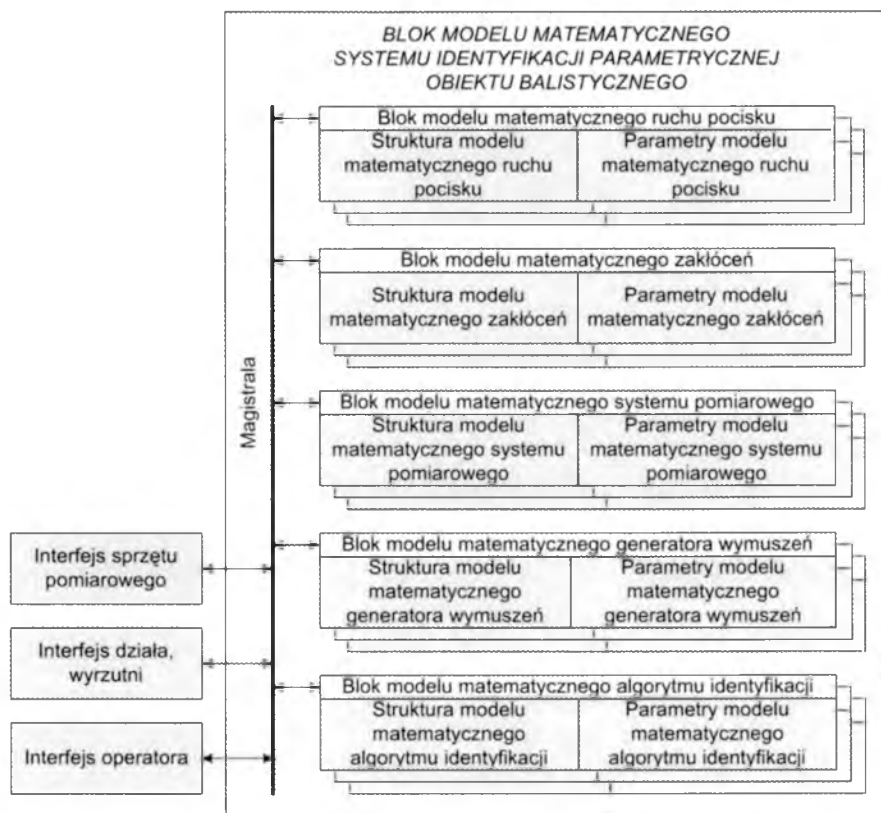 BLOK MODELU MATEMATYCZNEGO
SYSTEMU IDENTYFIKACJI PARAMETRYCZNEJ
OBIEKTU BALISTYCZNEGO
Blok modelu matematycznego ruchu pocisku
Struktura modelu
matematycznego ruchu
pocisku
Parametry modelu
matematycznego ruchu
pocisku
Blok modelu matematycznego zakłóceń
Struktura modelu
matematycznego zakłóceń
Parametry modelu
matematycznego zakłóceń
Magistrala
Blok modelu matematycznego systemu pomiarowego
Struktura modelu
matematycznego systemu
pomiarowego
Parametry modelu
matematycznego systemu
pomiarowego
Interfejs sprzętu
pomiarowego
Blok modelu matematycznego generatora wymuszeń
Struktura modelu
matematycznego
generatora wymuszeń
Parametry modelu
matematycznego
generatora wymuszeń
Interfejs działa,
wyrzutni
Blok modelu matematycznego algorytmu identyfikacji
Struktura modelu
matematycznego
algorytmu identyfikacji
Parametry modelu
matematycznego
algorytmu identyfikacji
Interfejs operatora